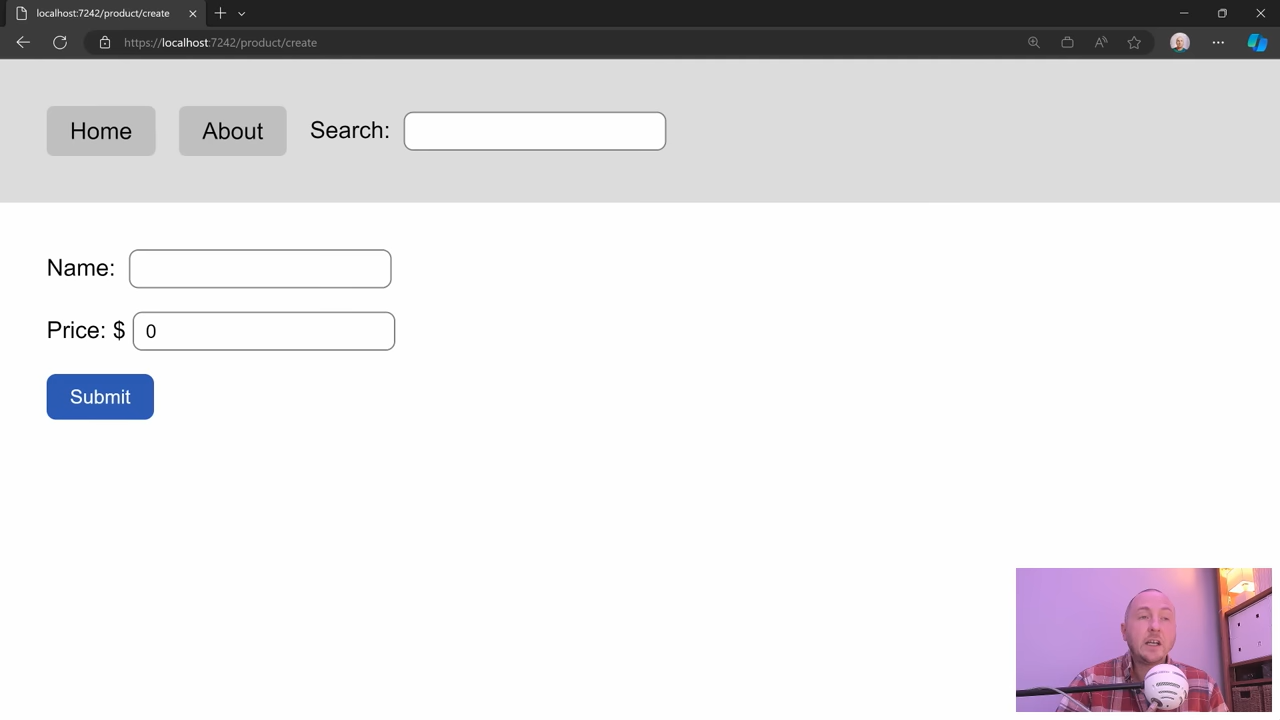 localhost:7242/product/create
https://localhost:7242/product/create
Home About Search:
Name:
Price: $ 0
Submit